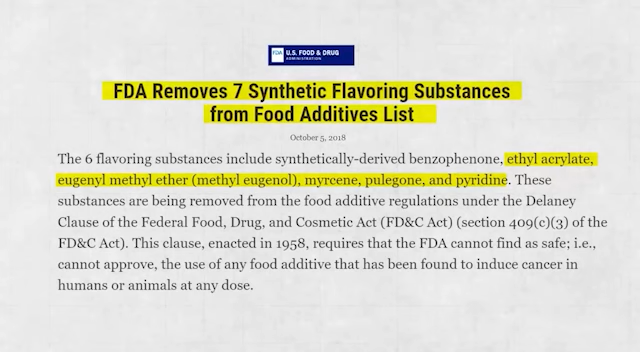 FDA U.S. FOOD & DRUG
ADMINISTRATION
FDA Removes 7 Synthetic Flavoring Substances
from Food Additives List
October 5, 2018
The 6 flavoring substances include synthetically-derived benzophenone, ethyl acrylate,
eugenyl methyl ether (methyl eugenol), myrcene, pulegone, and pyridine. These
substances are being removed from the food additive regulations under the Delaney
Clause of the Federal Food, Drug, and Cosmetic Act (FD&C Act) (section 409(c)(3) of the
FD&C Act). This clause, enacted in 1958, requires that the FDA cannot find as safe; i.e.,
cannot approve, the use of any food additive that has been found to induce cancer in
humans or animals at any dose.